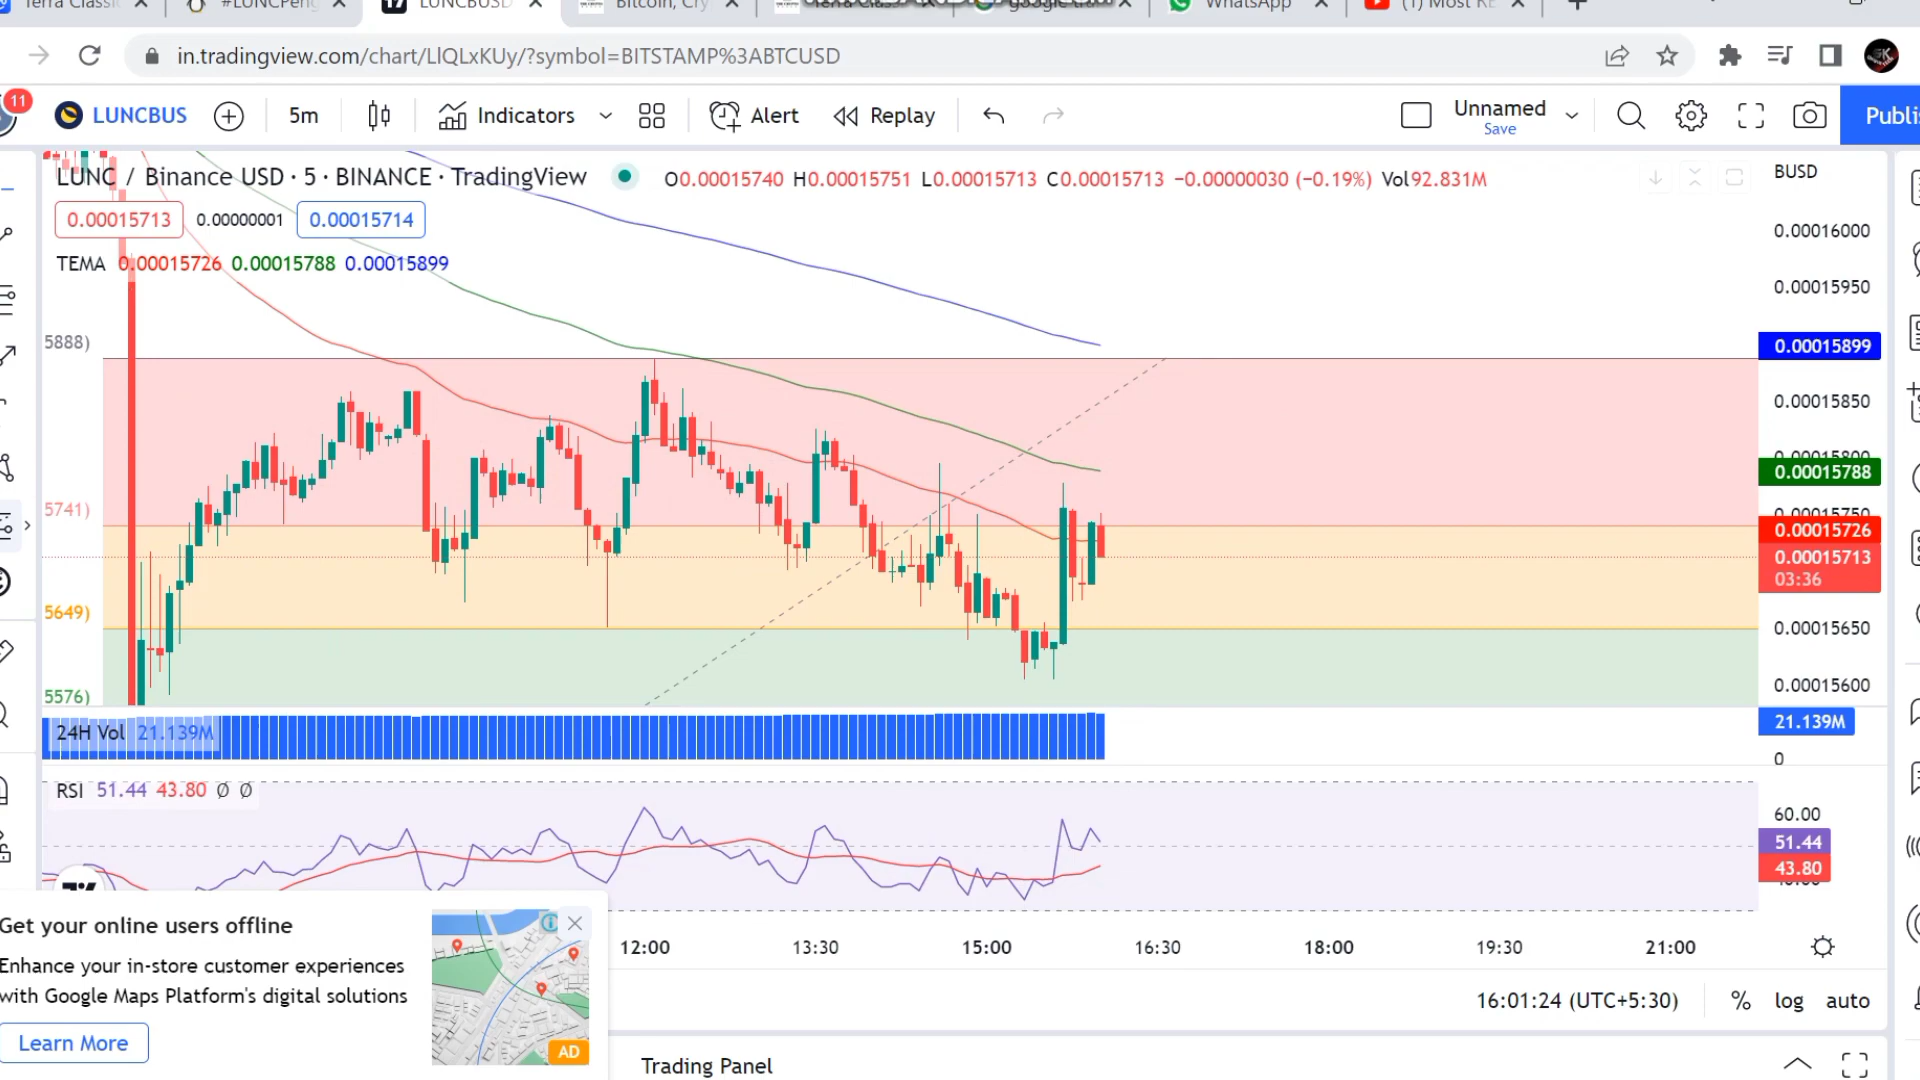 Terra Classi
#LUNCPeng
LUNCBUSD
Bitcoin, Cry
WhatsApp
(1) Most RE
in.tradingview.com/chart/LlQLxKUy/?symbol=BITSTAMP%3ABTCUSD
11
LUNCBUS
5m
Indicators
Alert
Replay
Unnamed
Save
Publis
LUNC / Binance USD · 5 · BINANCE · TradingView
O0.00015740 H0.00015751 L0.00015713 C0.00015713 −0.00000030 (−0.19%) Vol92.831M
BUSD
0.00015713 0.00000001 0.00015714
0.00016000
TEMA 0.00015726 0.00015788 0.00015899
0.00015950
5888)
0.00015899
0.00015850
0.00015800
0.00015788
5741)
0.00015750
0.00015726
0.00015713
03:36
5649)
0.00015650
5576)
0.00015600
24H Vol 21.139M
21.139M
0
RSI 51.44 43.80 Ø Ø
60.00
51.44
43.80
12:00 13:30 15:00 16:30 18:00 19:30 21:00
Get your online users offline
Enhance your in-store customer experiences
with Google Maps Platform's digital solutions
Learn More
AD
16:01:24 (UTC+5:30) % log auto
Trading Panel